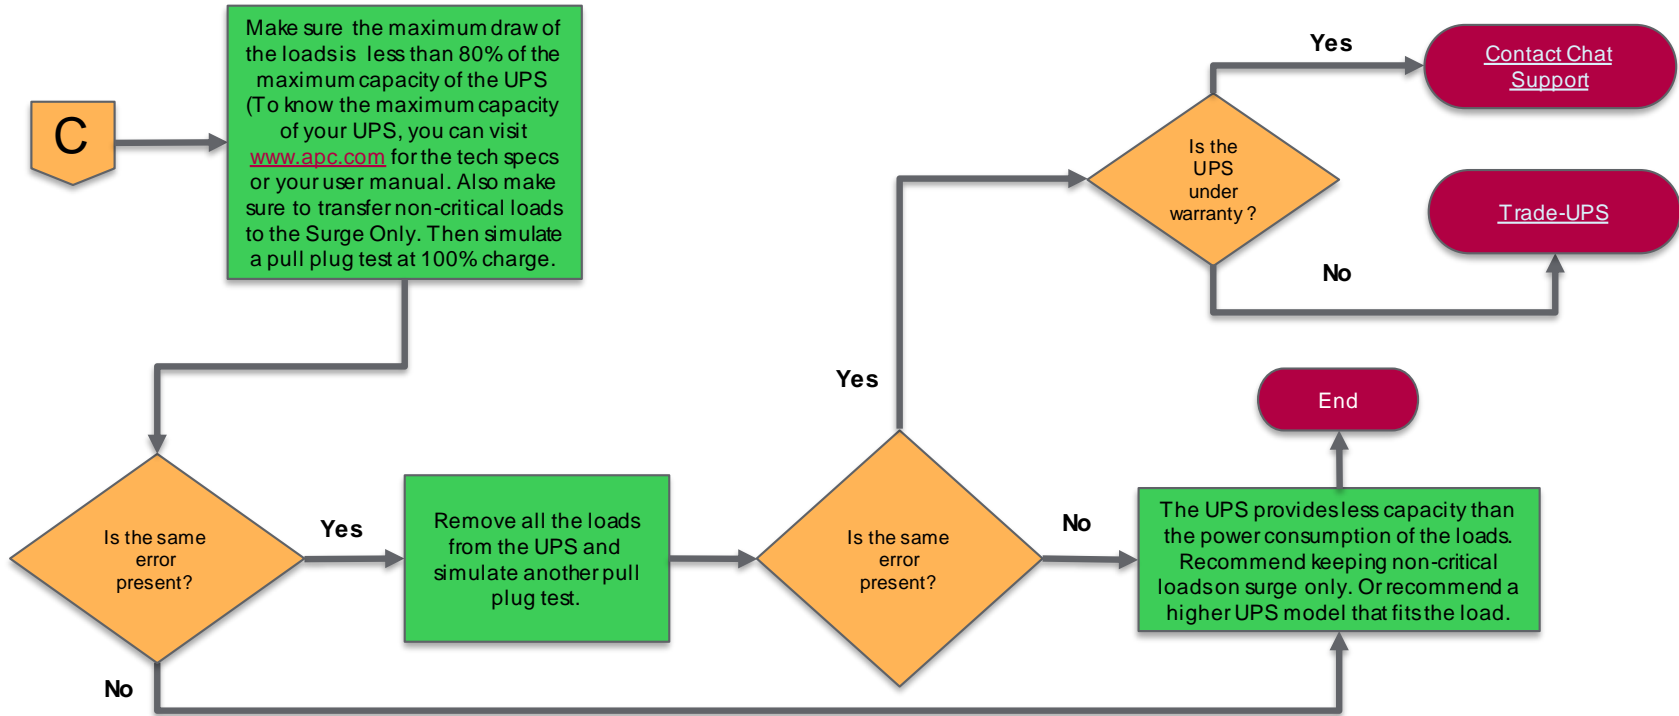 C
Make sure the maximum draw of
the loads is less than 80% of the
maximum capacity of the UPS
(To know the maximum capacity
of your UPS, you can visit
www.apc.com for the tech specs
or your user manual. Also make
sure to transfer non-critical loads
to the Surge Only. Then simulate
a pull plug test at 100% charge.
Yes
Contact Chat
Support
Is the
UPS
under
warranty ?
Trade-UPS
No
Yes
End
Is the same
error
present?
Yes
Remove all the loads
from the UPS and
simulate another pull
plug test.
Is the same
error
present?
No
The UPS provides less capacity than
the power consumption of the loads.
Recommend keeping non-critical
loads on surge only. Or recommend a
higher UPS model that fits the load.
No